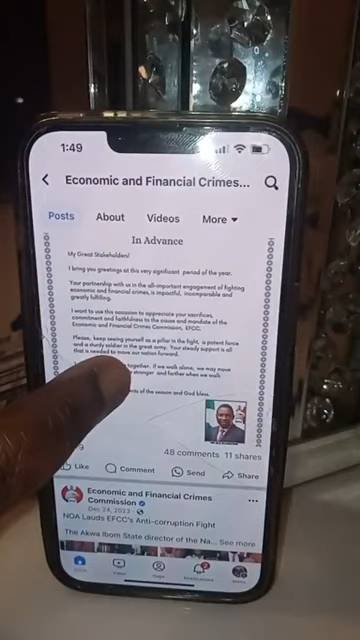 1:49
Economic and Financial Crimes...
Posts About Videos More
In Advance
My Great Stakeholders!
I bring you greetings at this very significant period of the year.
Your partnership with us in the all-important engagement of fighting
economic and financial crimes, is impactful, incomparable and
greatly fulfilling.
I want to use this occasion to appreciate your sacrifices,
commitment and faithfulness to the cause and mandate of the
Economic and Financial Crimes Commission, EFCC.
Please, keep seeing yourself as a pillar in the fight, a potent force
and a sturdy soldier in the great army. Your steady support is all
that is needed to move our nation forward.
together. If we walk alone, we may move
stronger and farther when we walk
of the season and God bless.
48 comments 11 shares
Like Comment Send Share
Economic and Financial Crimes
Commission
Dec 24, 2023
NOA Lauds EFCC's Anti-corruption Fight
The Akwa Ibom State director of the Na... See more
Home Video Notifications Menu